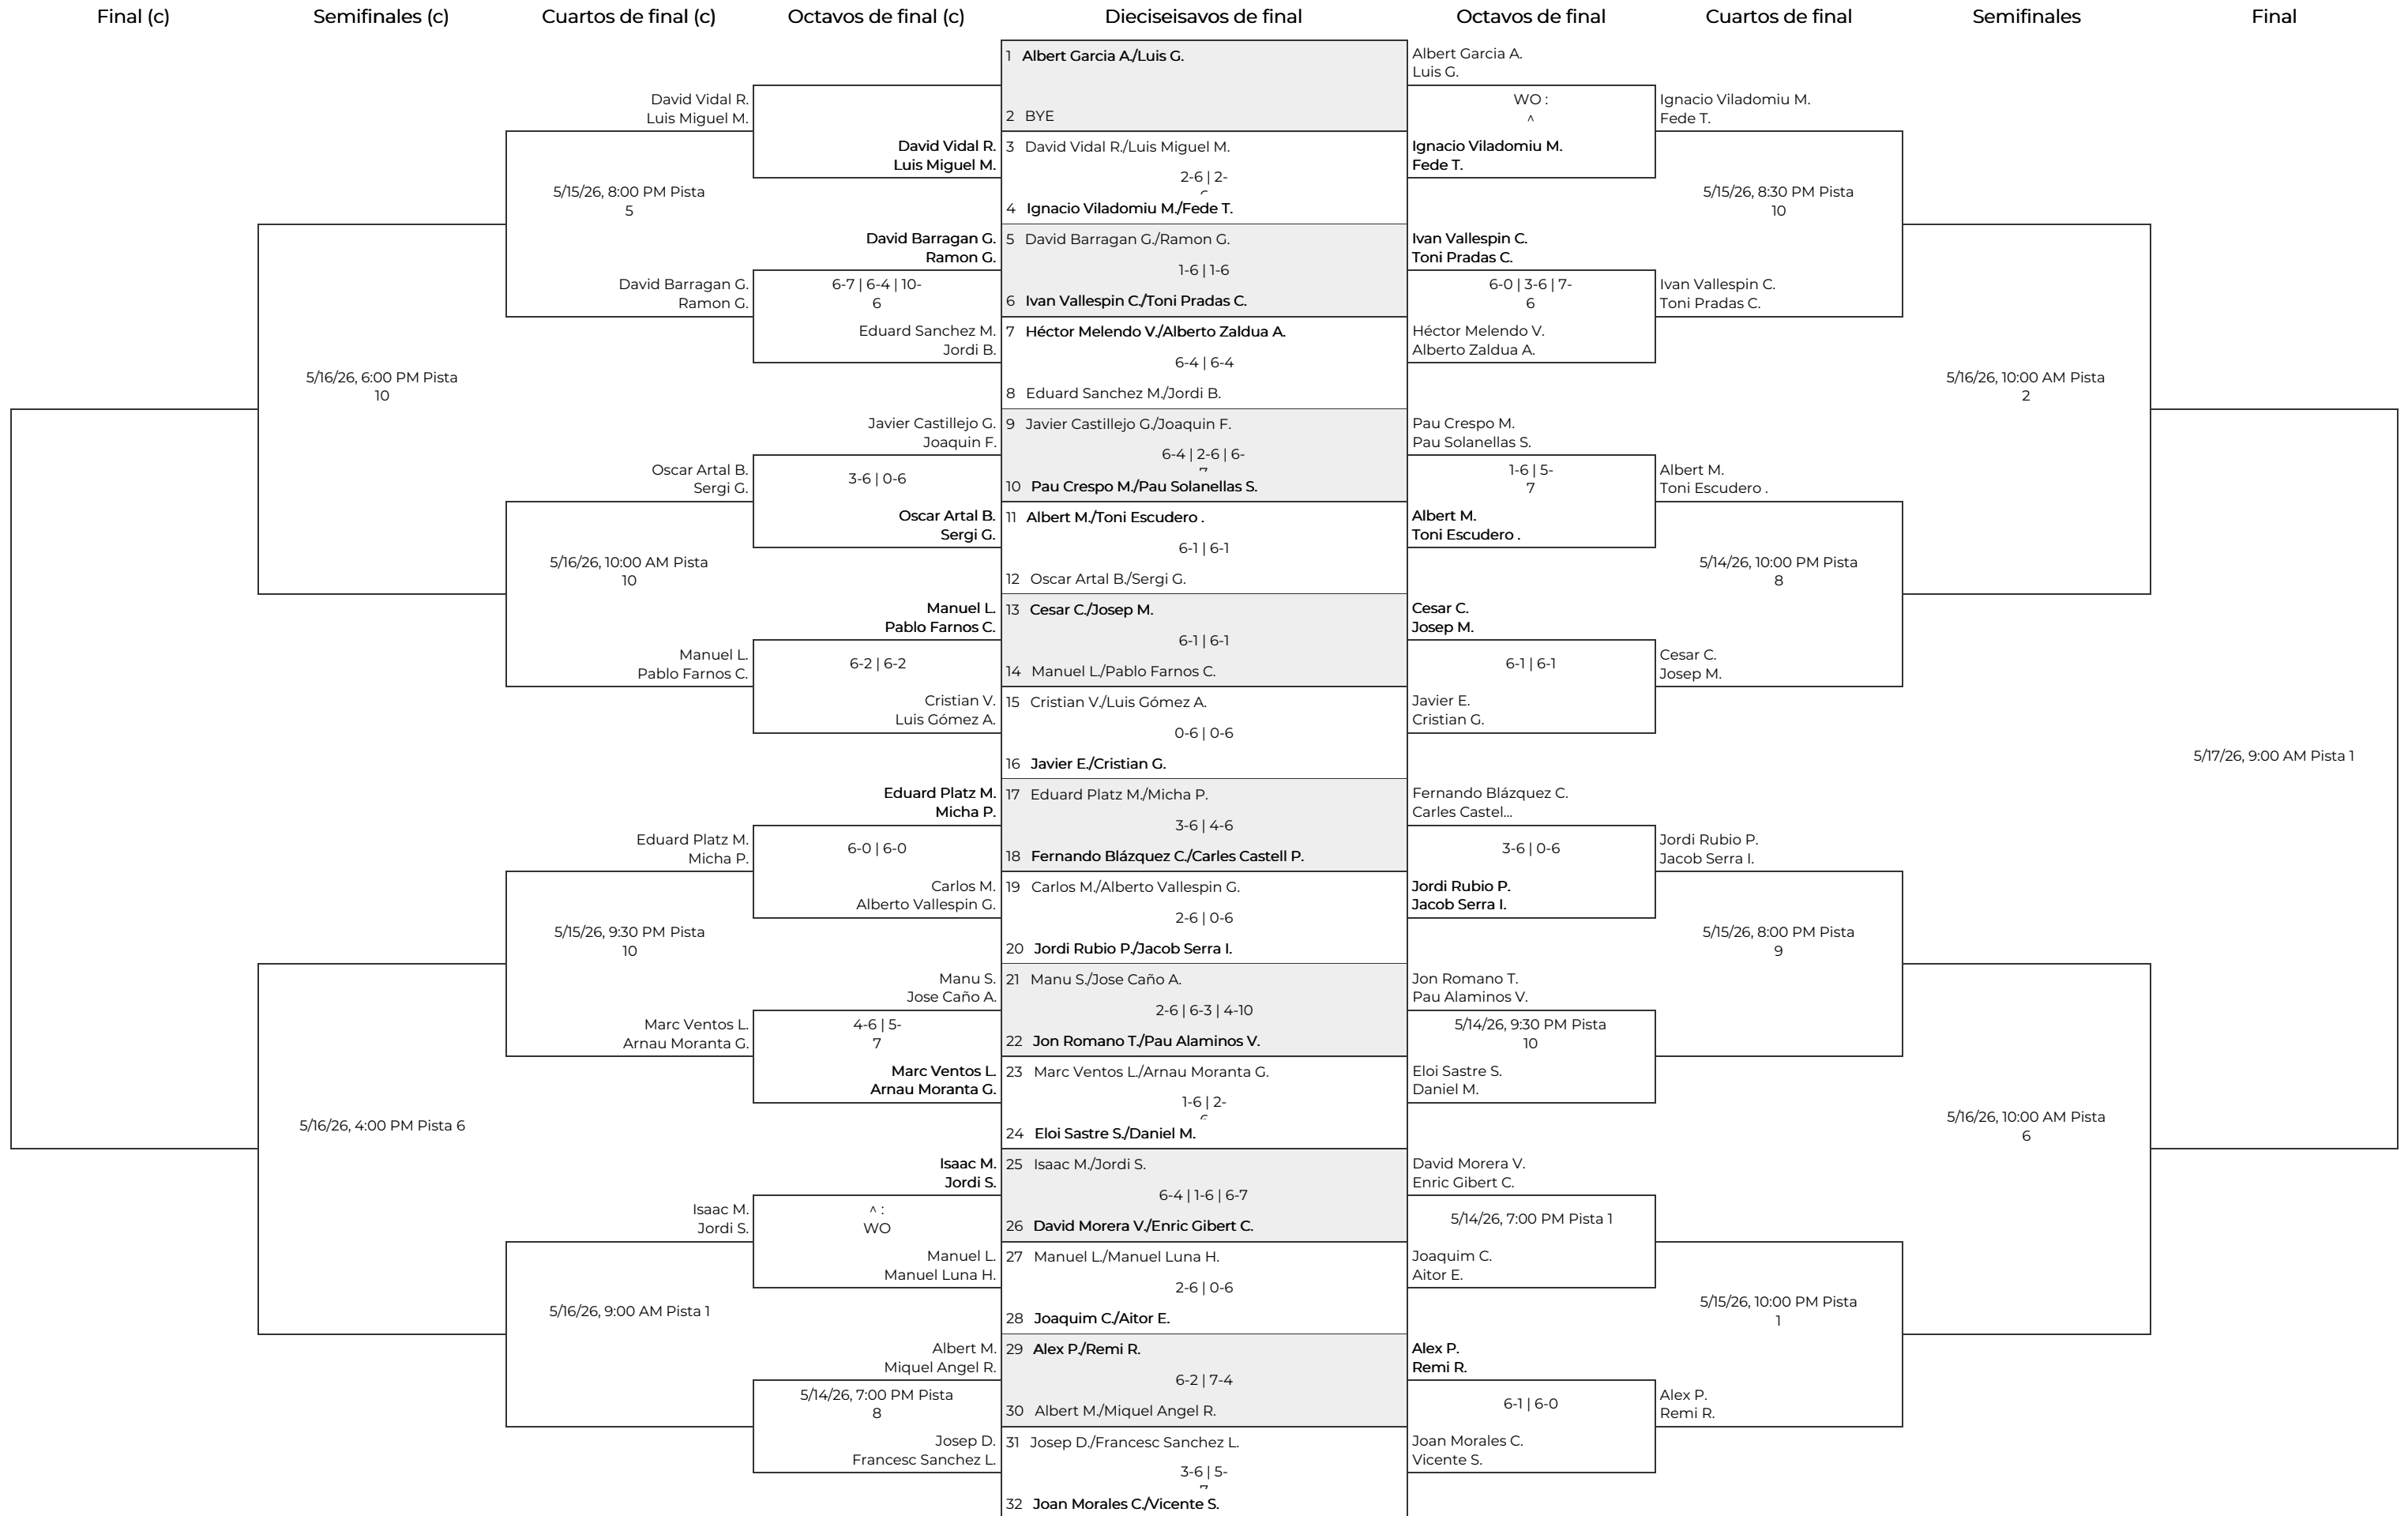 Final (c)
Semifinales (c)
Cuartos de final (c)
Octavos de final (c)
Dieciseisavos de final
Octavos de final
Cuartos de final
Semifinales
Final
5/16/26, 6:00 PM Pista
10
5/16/26, 4:00 PM Pista 6
David Vidal R.
Luis Miguel M.
5/15/26, 8:00 PM Pista
5
David Barragan G.
Ramon G.
Oscar Artal B.
Sergi G.
5/16/26, 10:00 AM Pista
10
Manuel L.
Pablo Farnos C.
Eduard Platz M.
Micha P.
5/15/26, 9:30 PM Pista
10
Marc Ventos L.
Arnau Moranta G.
Isaac M.
Jordi S.
5/16/26, 9:00 AM Pista 1
David Vidal R.
Luis Miguel M.
David Barragan G.
Ramon G.
6-7 | 6-4 | 10-
6
Eduard Sanchez M.
Jordi B.
Javier Castillejo G.
Joaquin F.
3-6 | 0-6
Oscar Artal B.
Sergi G.
Manuel L.
Pablo Farnos C.
6-2 | 6-2
Cristian V.
Luis Gómez A.
Eduard Platz M.
Micha P.
6-0 | 6-0
Carlos M.
Alberto Vallespin G.
Manu S.
Jose Caño A.
4-6 | 5-
7
Marc Ventos L.
Arnau Moranta G.
Isaac M.
Jordi S.
^ :
WO
Manuel L.
Manuel Luna H.
Albert M.
Miquel Angel R.
5/14/26, 7:00 PM Pista
8
Josep D.
Francesc Sanchez L.
1 Albert Garcia A./Luis G.
2 BYE
3 David Vidal R./Luis Miguel M.
2-6 | 2-
4 Ignacio Viladomiu M./Fede T.
5 David Barragan G./Ramon G.
1-6 | 1-6
6 Ivan Vallespin C./Toni Pradas C.
7 Héctor Melendo V./Alberto Zaldua A.
6-4 | 6-4
8 Eduard Sanchez M./Jordi B.
9 Javier Castillejo G./Joaquin F.
6-4 | 2-6 | 6-
10 Pau Crespo M./Pau Solanellas S.
11 Albert M./Toni Escudero .
6-1 | 6-1
12 Oscar Artal B./Sergi G.
13 Cesar C./Josep M.
6-1 | 6-1
14 Manuel L./Pablo Farnos C.
15 Cristian V./Luis Gómez A.
0-6 | 0-6
16 Javier E./Cristian G.
17 Eduard Platz M./Micha P.
3-6 | 4-6
18 Fernando Blázquez C./Carles Castell P.
19 Carlos M./Alberto Vallespin G.
2-6 | 0-6
20 Jordi Rubio P./Jacob Serra I.
21 Manu S./Jose Caño A.
2-6 | 6-3 | 4-10
22 Jon Romano T./Pau Alaminos V.
23 Marc Ventos L./Arnau Moranta G.
1-6 | 2-
24 Eloi Sastre S./Daniel M.
25 Isaac M./Jordi S.
6-4 | 1-6 | 6-7
26 David Morera V./Enric Gibert C.
27 Manuel L./Manuel Luna H.
2-6 | 0-6
28 Joaquim C./Aitor E.
29 Alex P./Remi R.
6-2 | 7-4
30 Albert M./Miquel Angel R.
31 Josep D./Francesc Sanchez L.
3-6 | 5-
32 Joan Morales C./Vicente S.
Albert Garcia A.
Luis G.
WO :
^
Ignacio Viladomiu M.
Fede T.
Ivan Vallespin C.
Toni Pradas C.
6-0 | 3-6 | 7-
6
Héctor Melendo V.
Alberto Zaldua A.
Pau Crespo M.
Pau Solanellas S.
1-6 | 5-
7
Albert M.
Toni Escudero .
Cesar C.
Josep M.
6-1 | 6-1
Javier E.
Cristian G.
Fernando Blázquez C.
Carles Castel...
3-6 | 0-6
Jordi Rubio P.
Jacob Serra I.
Jon Romano T.
Pau Alaminos V.
5/14/26, 9:30 PM Pista
10
Eloi Sastre S.
Daniel M.
David Morera V.
Enric Gibert C.
5/14/26, 7:00 PM Pista 1
Joaquim C.
Aitor E.
Alex P.
Remi R.
6-1 | 6-0
Joan Morales C.
Vicente S.
Ignacio Viladomiu M.
Fede T.
5/15/26, 8:30 PM Pista
10
Ivan Vallespin C.
Toni Pradas C.
Albert M.
Toni Escudero .
5/14/26, 10:00 PM Pista
8
Cesar C.
Josep M.
Jordi Rubio P.
Jacob Serra I.
5/15/26, 8:00 PM Pista
9
5/15/26, 10:00 PM Pista
1
Alex P.
Remi R.
5/16/26, 10:00 AM Pista
2
5/16/26, 10:00 AM Pista
6
5/17/26, 9:00 AM Pista 1